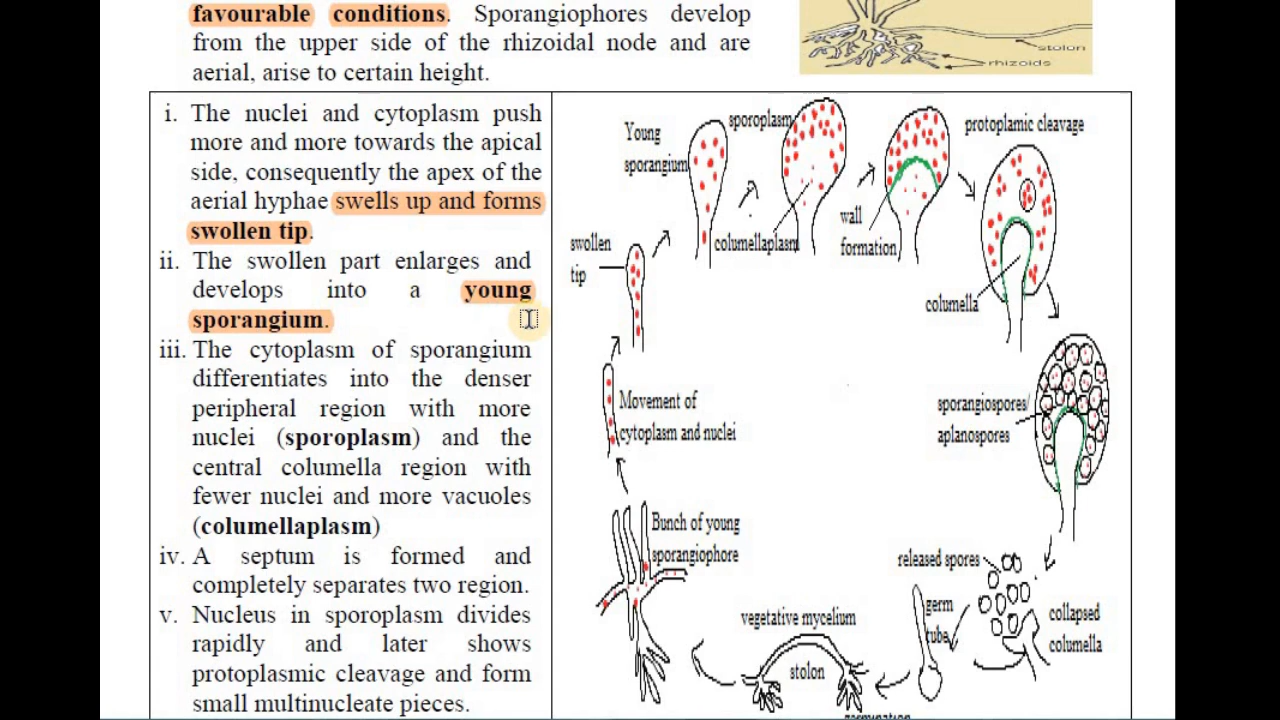 favourable conditions. Sporangiophores develop
from the upper side of the rhizoidal node and are
aerial, arise to certain height.
stolon
rhizoids
i. The nuclei and cytoplasm push
more and more towards the apical
side, consequently the apex of the
aerial hyphae swells up and forms
swollen tip.
ii. The swollen part enlarges and
develops into a young
sporangium.
iii. The cytoplasm of sporangium
differentiates into the denser
peripheral region with more
nuclei (sporoplasm) and the
central columella region with
fewer nuclei and more vacuoles
(columellaplasm)
iv. A septum is formed and
completely separates two region.
v. Nucleus in sporoplasm divides
rapidly and later shows
protoplasmic cleavage and form
small multinucleate pieces.
Young
sporangium
sporoplasm
protoplamic cleavage
swollen
tip
columellaplasm
wall
formation
columella
Movement of
cytoplasm and nuclei
sporangiospores/
aplanospores
Bunch of young
sporangiophore
released spores
germ
tube
collapsed
columella
vegetative mycelium
stolon
germination